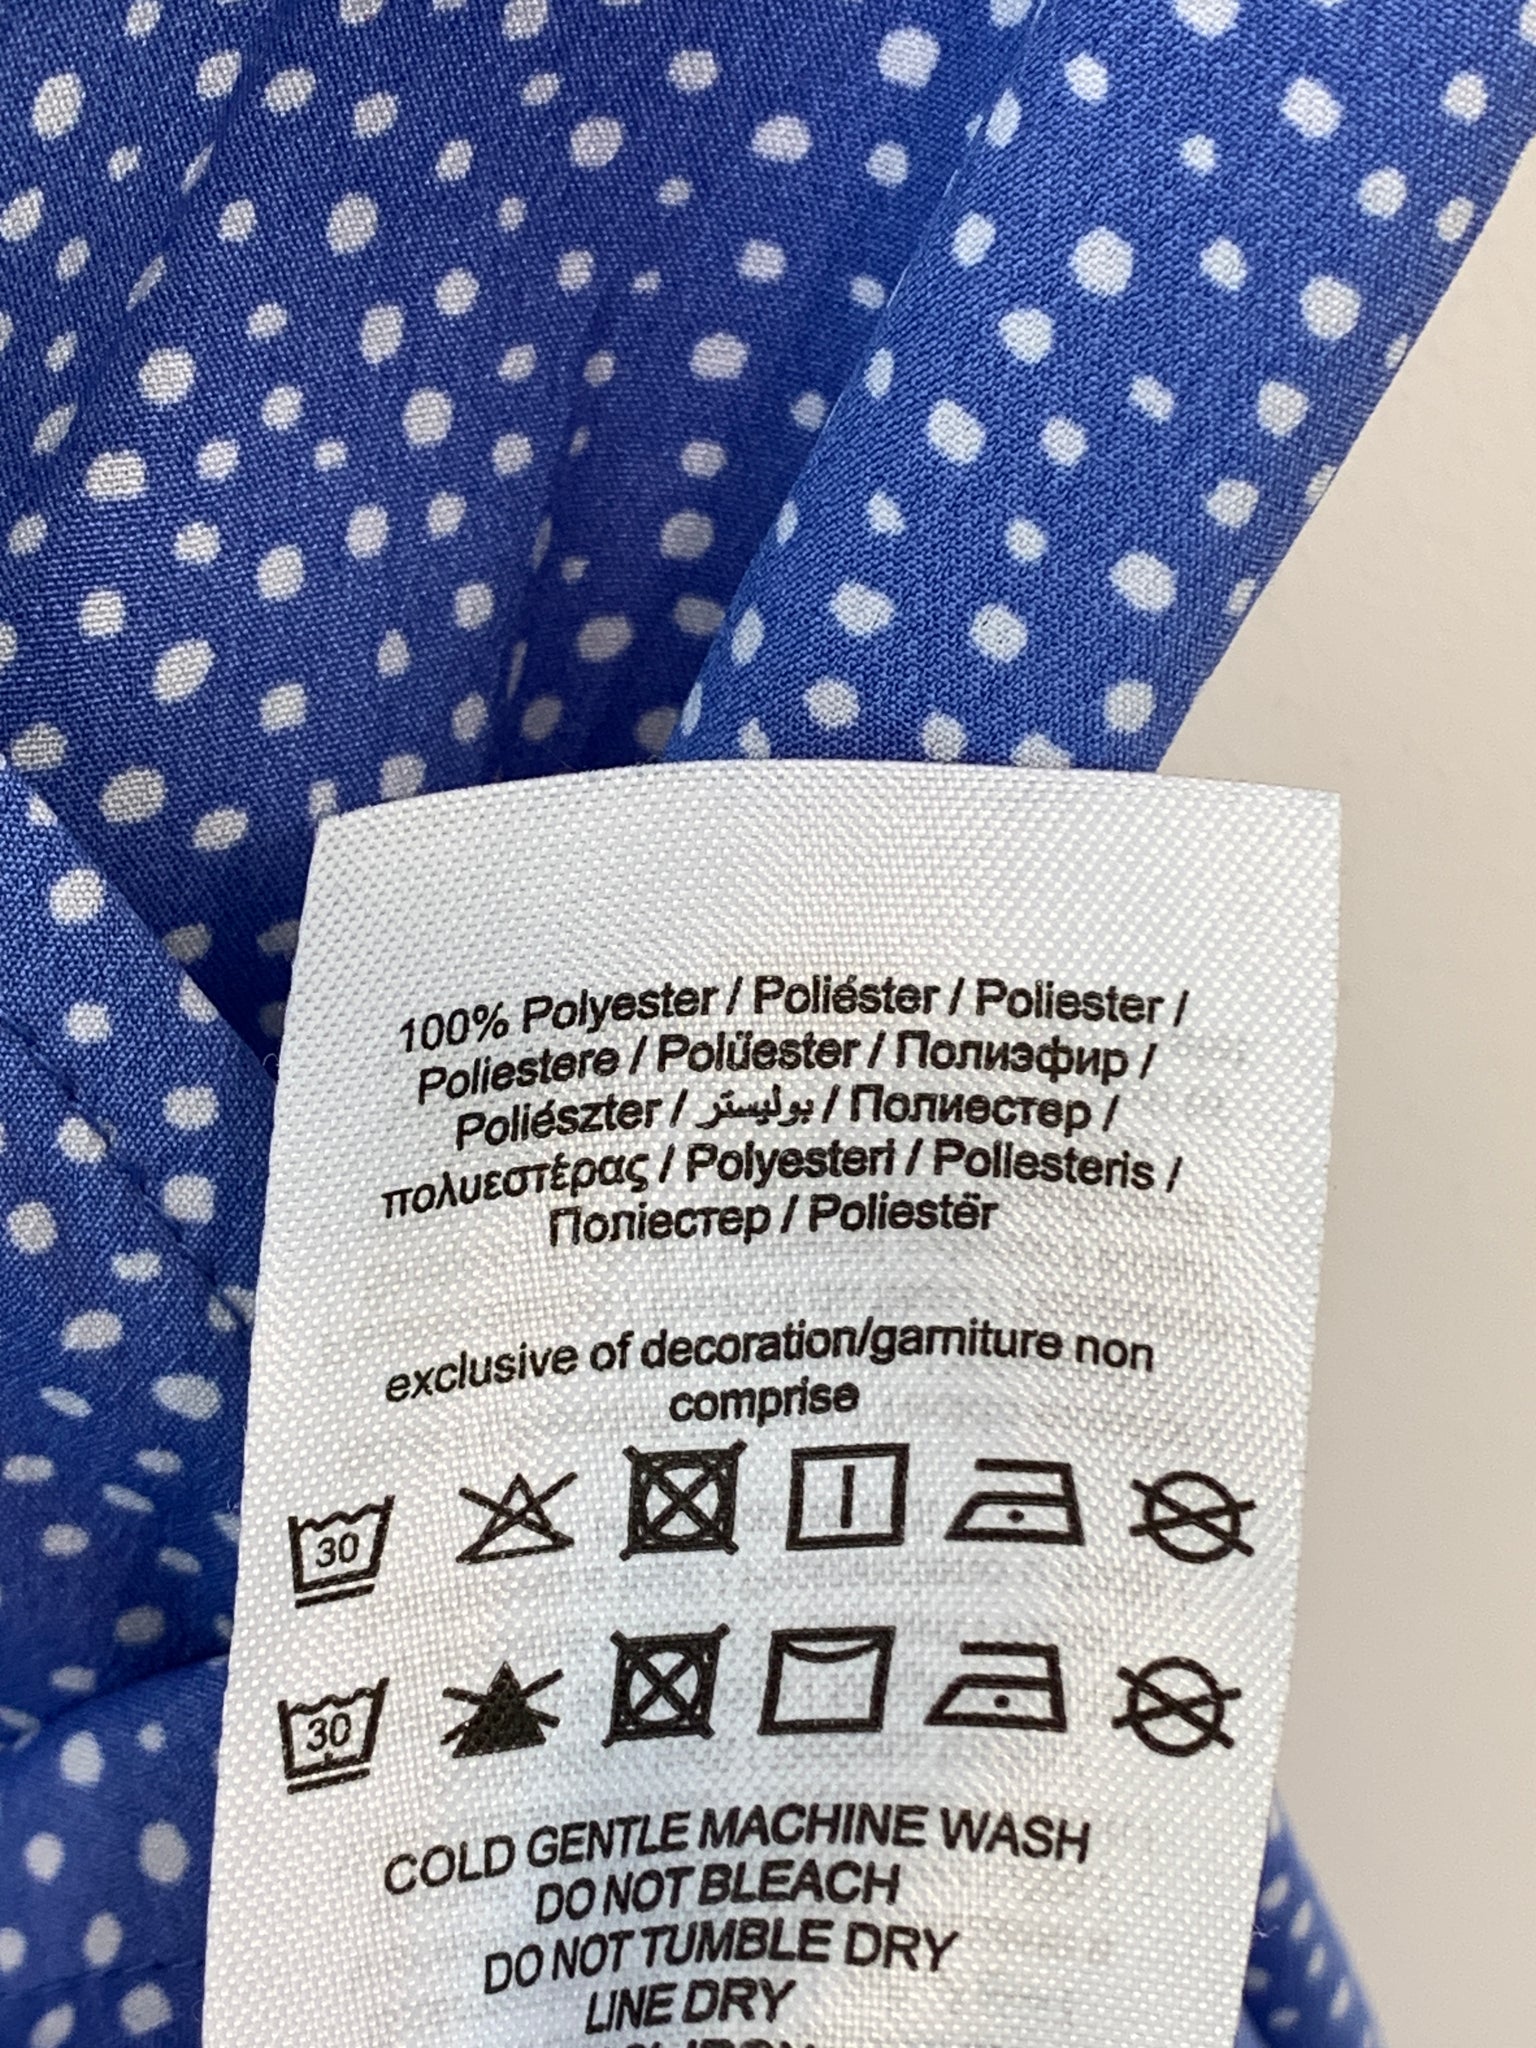 100% Polyester / Poliéster / Poliester /
Poliestere / Polüester / Полиэфир /
Poliészter / بوليستر / Полиестер /
πολυεστέρας / Polyesteri / Poliesteris /
Поліестер / Poliestër
exclusive of decoration/garniture non
comprise
30
30
COLD GENTLE MACHINE WASH
DO NOT BLEACH
DO NOT TUMBLE DRY
LINE DRY